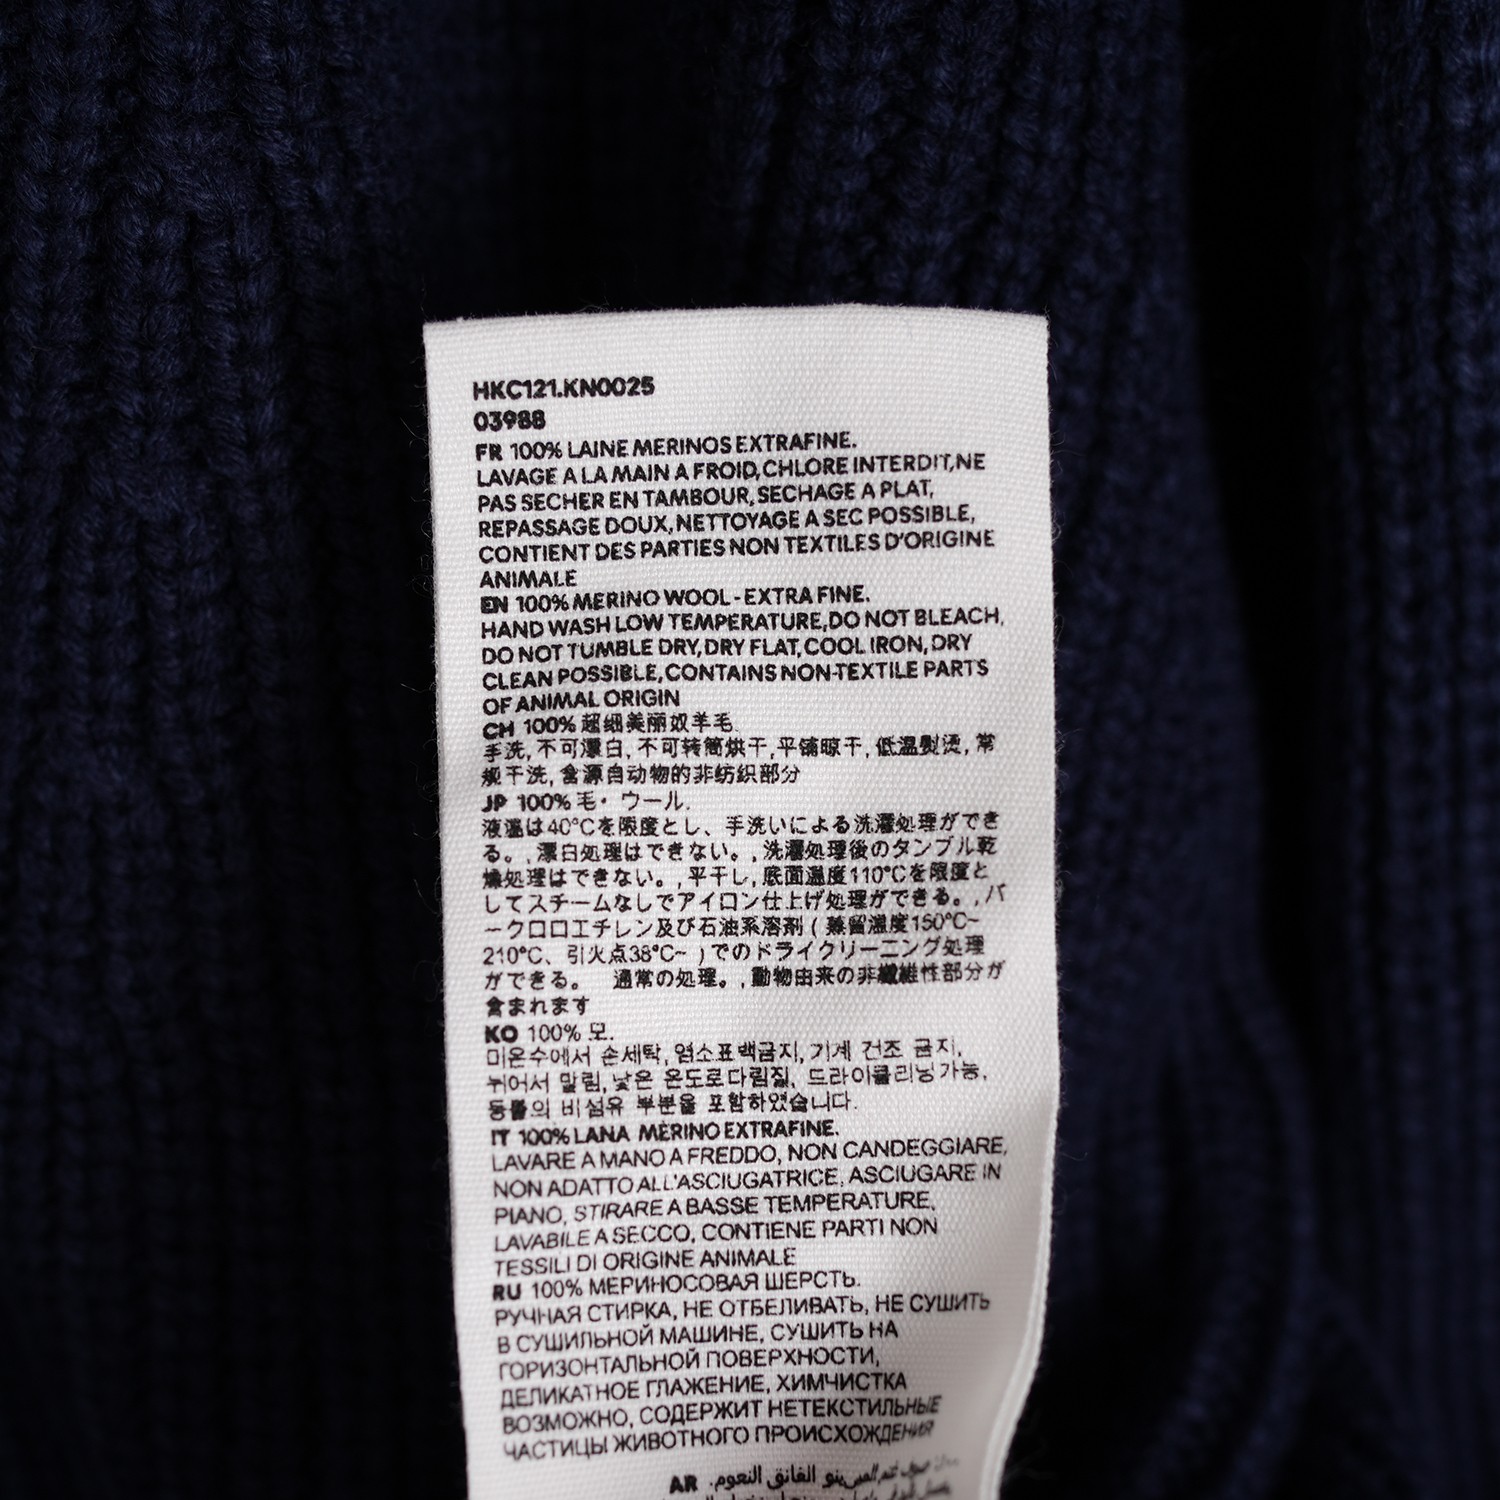 HKC121.KN0025
03988
FR 100% LAINE MERINOS EXTRAFINE.
LAVAGE A LA MAIN A FROID, CHLORE INTERDIT, NE
PAS SECHER EN TAMBOUR, SECHAGE A PLAT,
REPASSAGE DOUX, NETTOYAGE A SEC POSSIBLE,
CONTIENT DES PARTIES NON TEXTILES D'ORIGINE
ANIMALE
EN 100% MERINO WOOL - EXTRA FINE.
HAND WASH LOW TEMPERATURE, DO NOT BLEACH,
DO NOT TUMBLE DRY, DRY FLAT, COOL IRON, DRY
CLEAN POSSIBLE, CONTAINS NON-TEXTILE PARTS
OF ANIMAL ORIGIN
CH 100% 超细美丽奴羊毛
手洗, 不可漂白, 不可转筒烘干, 平铺晾干, 低温熨烫, 常
规干洗, 含源自动物的非纺织部分
JP 100% 毛・ウール.
液温は40°Cを限度とし、手洗いによる洗濯処理ができ
る。, 漂白処理はできない。, 洗濯処理後のタンブル乾
燥処理はできない。, 平干し, 底面温度110°Cを限度と
してスチームなしでアイロン仕上げ処理ができる。, パ
ークロロエチレン及び石油系溶剤 ( 蒸留温度150°C~
210°C、引火点38°C~ ) でのドライクリーニング処理
ができる。 通常の処理。, 動物由来の非繊維性部分が
含まれます
KO 100% 모.
미온수에서 손세탁, 염소표백금지, 기계 건조 금지,
뉘어서 말림, 낮은 온도로다림질, 드라이클리닝가능,
동물의 비섬유 부분을 포함하였습니다.
IT 100% LANA MERINO EXTRAFINE.
LAVARE A MANO A FREDDO, NON CANDEGGIARE,
NON ADATTO ALL'ASCIUGATRICE, ASCIUGARE IN
PIANO, STIRARE A BASSE TEMPERATURE,
LAVABILE A SECCO, CONTIENE PARTI NON
TESSILI DI ORIGINE ANIMALE
RU 100% МЕРИНОСОВАЯ ШЕРСТЬ.
РУЧНАЯ СТИРКА, НЕ ОТБЕЛИВАТЬ, НЕ СУШИТЬ
В СУШИЛЬНОЙ МАШИНЕ, СУШИТЬ НА
ГОРИЗОНТАЛЬНОЙ ПОВЕРХНОСТИ,
ДЕЛИКАТНОЕ ГЛАЖЕНИЕ, ХИМЧИСТКА
ВОЗМОЖНО, СОДЕРЖИТ НЕТЕКСТИЛЬНЫЕ
ЧАСТИЦЫ ЖИВОТНОГО ПРОИСХОЖДЕНИЯ
AR الفائق النعوم.